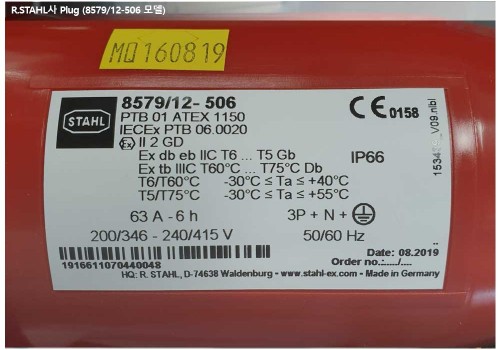 R.STAHL사 Plug (8579/12-506 모델)
MQ160819
STAHL
8579/12- 506
PTB 01 ATEX 1150
IECEx PTB 06.0020
Ex II 2 GD
Ex db eb IIC T6 ... T5 Gb
Ex tb IIIC T60°C ... T75°C Db
IP66
T6/T60°C -30°C ≤ Ta ≤ +40°C
T5/T75°C -30°C ≤ Ta ≤ +55°C
63 A - 6 h 3P + N +
200/346 - 240/415 V 50/60 Hz
CE 0158
_V09.nlbl
1916611070440048
Date: 08.2019
Order no.:...../....
HQ: R. STAHL, D-74638 Waldenburg - www.stahl-ex.com - Made in Germany